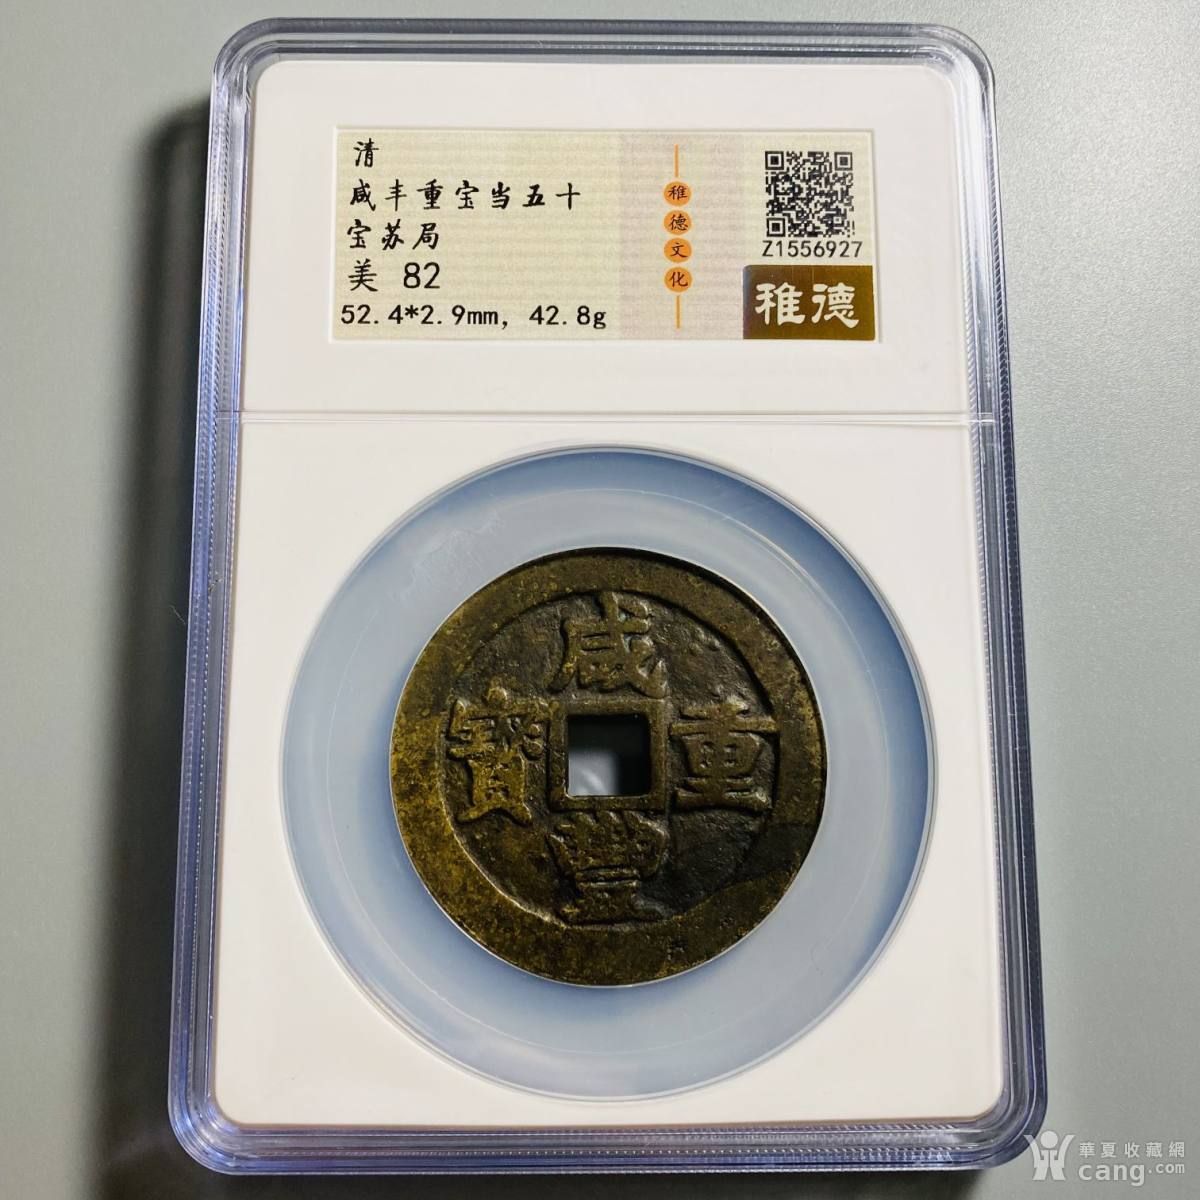 清
咸丰重宝当五十
宝苏局
美 82
52.4*2.9mm, 42.8g
稚德文化
Z1556927
稚德
咸
重
寶
豐
華夏收藏網
cang.com